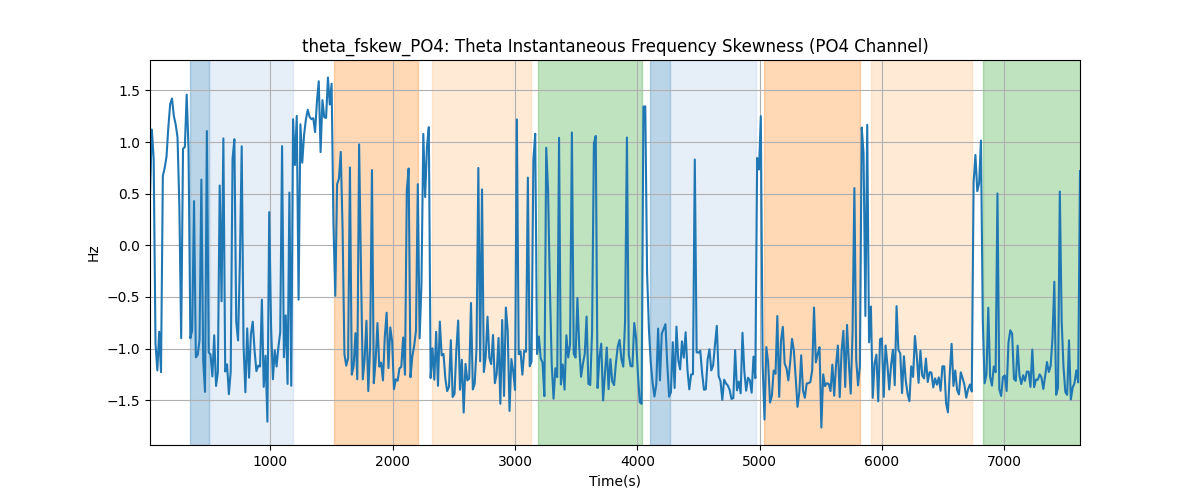 theta_fskew_PO4: Theta Instantaneous Frequency Skewness (PO4 Channel)
1.5
1.0
0.5
0.0
−0.5
−1.0
−1.5
Hz
1000 2000 3000 4000 5000 6000 7000
Time(s)